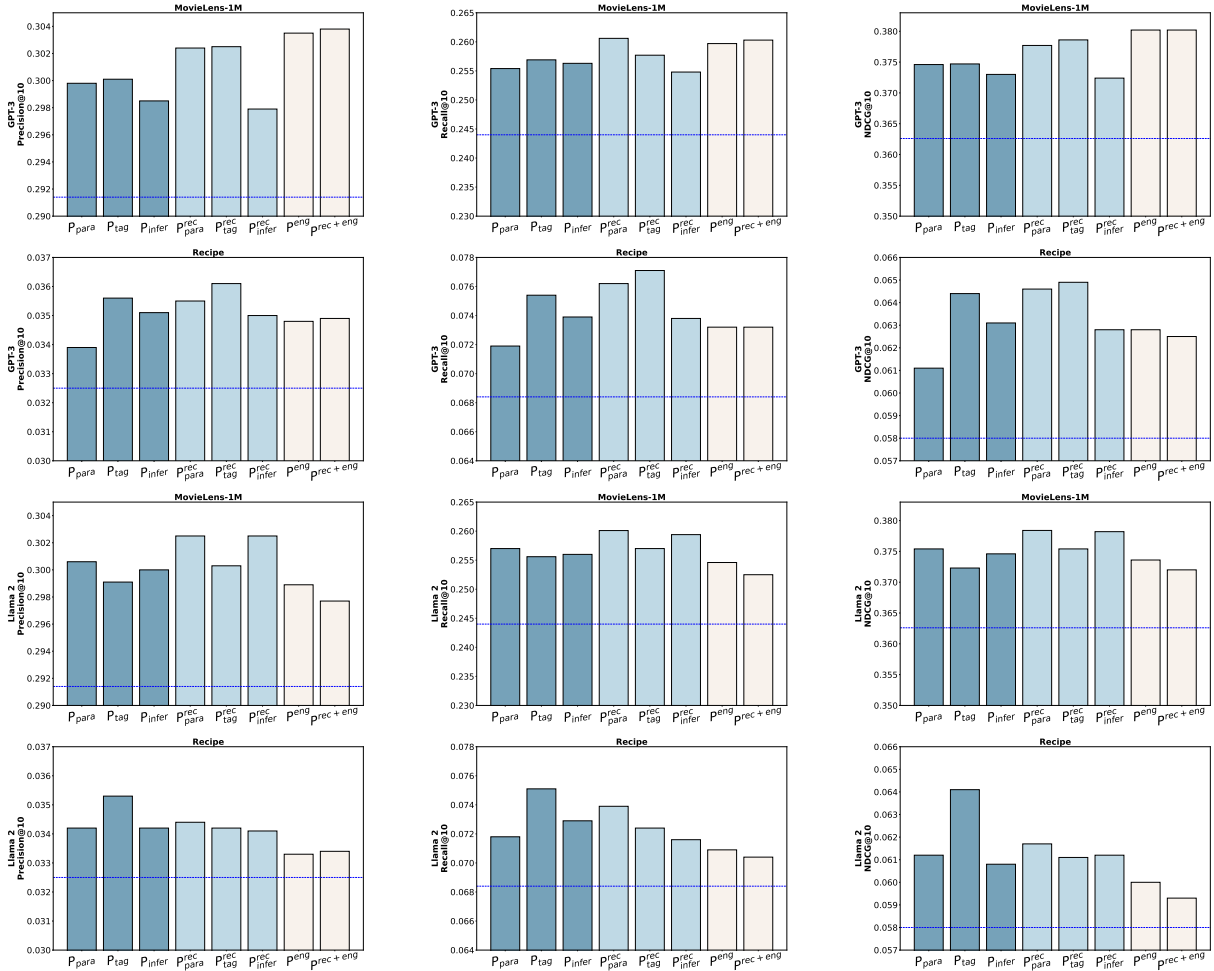 MovieLens-1M
GPT-3
Precision@10
0.304
0.302
0.300
0.298
0.296
0.294
0.292
0.290
P_para P_tag P_infer P^rec_para P^rec_tag P^rec_infer P^eng P^rec+eng
MovieLens-1M
GPT-3
Recall@10
0.265
0.260
0.255
0.250
0.245
0.240
0.235
0.230
P_para P_tag P_infer P^rec_para P^rec_tag P^rec_infer P^eng P^rec+eng
MovieLens-1M
GPT-3
NDCG@10
0.380
0.375
0.370
0.365
0.360
0.355
0.350
P_para P_tag P_infer P^rec_para P^rec_tag P^rec_infer P^eng P^rec+eng
Recipe
GPT-3
Precision@10
0.037
0.036
0.035
0.034
0.033
0.032
0.031
0.030
P_para P_tag P_infer P^rec_para P^rec_tag P^rec_infer P^eng P^rec+eng
Recipe
GPT-3
Recall@10
0.078
0.076
0.074
0.072
0.070
0.068
0.066
0.064
P_para P_tag P_infer P^rec_para P^rec_tag P^rec_infer P^eng P^rec+eng
Recipe
GPT-3
NDCG@10
0.066
0.065
0.064
0.063
0.062
0.061
0.060
0.059
0.058
0.057
P_para P_tag P_infer P^rec_para P^rec_tag P^rec_infer P^eng P^rec+eng
MovieLens-1M
Llama 2
Precision@10
0.304
0.302
0.300
0.298
0.296
0.294
0.292
0.290
P_para P_tag P_infer P^rec_para P^rec_tag P^rec_infer P^eng P^rec+eng
MovieLens-1M
Llama 2
Recall@10
0.265
0.260
0.255
0.250
0.245
0.240
0.235
0.230
P_para P_tag P_infer P^rec_para P^rec_tag P^rec_infer P^eng P^rec+eng
MovieLens-1M
Llama 2
NDCG@10
0.380
0.375
0.370
0.365
0.360
0.355
0.350
P_para P_tag P_infer P^rec_para P^rec_tag P^rec_infer P^eng P^rec+eng
Recipe
Llama 2
Precision@10
0.037
0.036
0.035
0.034
0.033
0.032
0.031
0.030
P_para P_tag P_infer P^rec_para P^rec_tag P^rec_infer P^eng P^rec+eng
Recipe
Llama 2
Recall@10
0.078
0.076
0.074
0.072
0.070
0.068
0.066
0.064
P_para P_tag P_infer P^rec_para P^rec_tag P^rec_infer P^eng P^rec+eng
Recipe
Llama 2
NDCG@10
0.066
0.065
0.064
0.063
0.062
0.061
0.060
0.059
0.058
0.057
P_para P_tag P_infer P^rec_para P^rec_tag P^rec_infer P^eng P^rec+eng